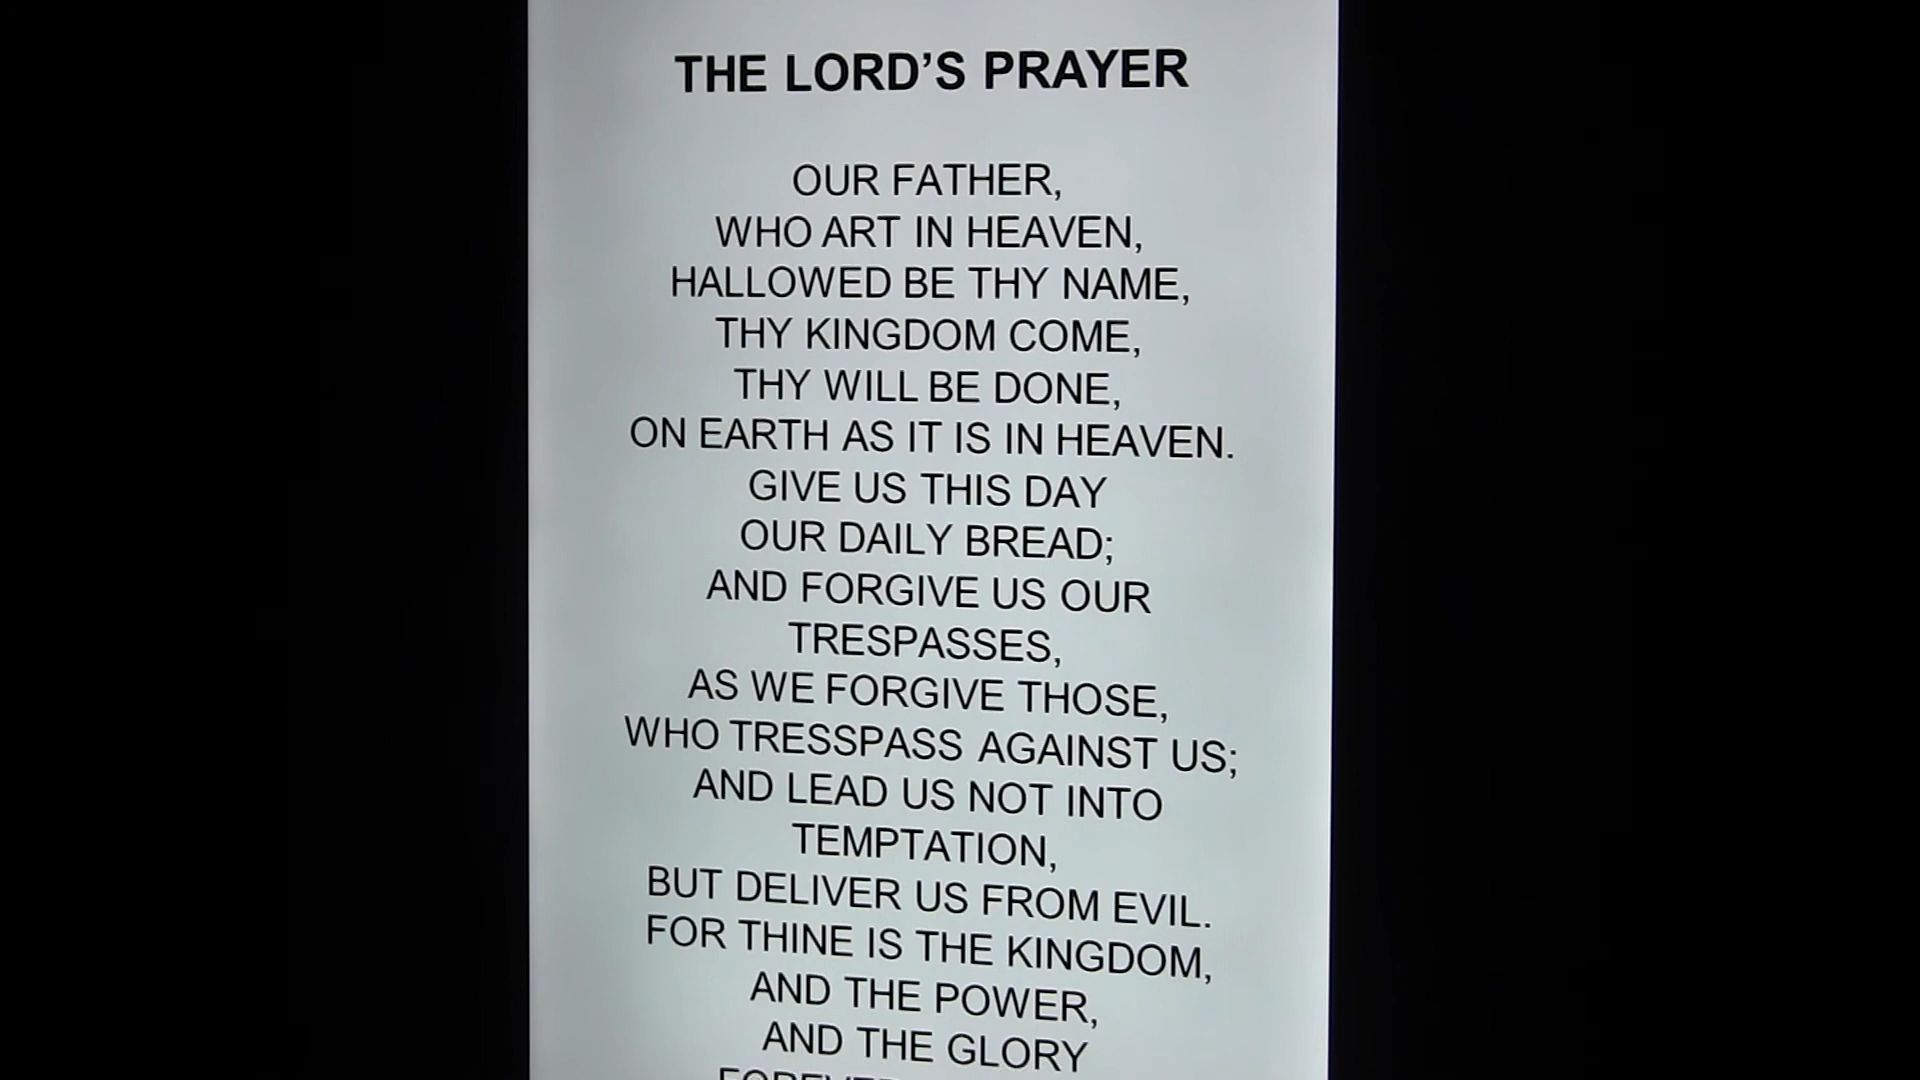 THE LORD’S PRAYER
OUR FATHER,
WHO ART IN HEAVEN,
HALLOWED BE THY NAME,
THY KINGDOM COME,
THY WILL BE DONE,
ON EARTH AS IT IS IN HEAVEN.
GIVE US THIS DAY
OUR DAILY BREAD;
AND FORGIVE US OUR
TRESPASSES,
AS WE FORGIVE THOSE,
WHO TRESSPASS AGAINST US;
AND LEAD US NOT INTO
TEMPTATION,
BUT DELIVER US FROM EVIL.
FOR THINE IS THE KINGDOM,
AND THE POWER,
AND THE GLORY